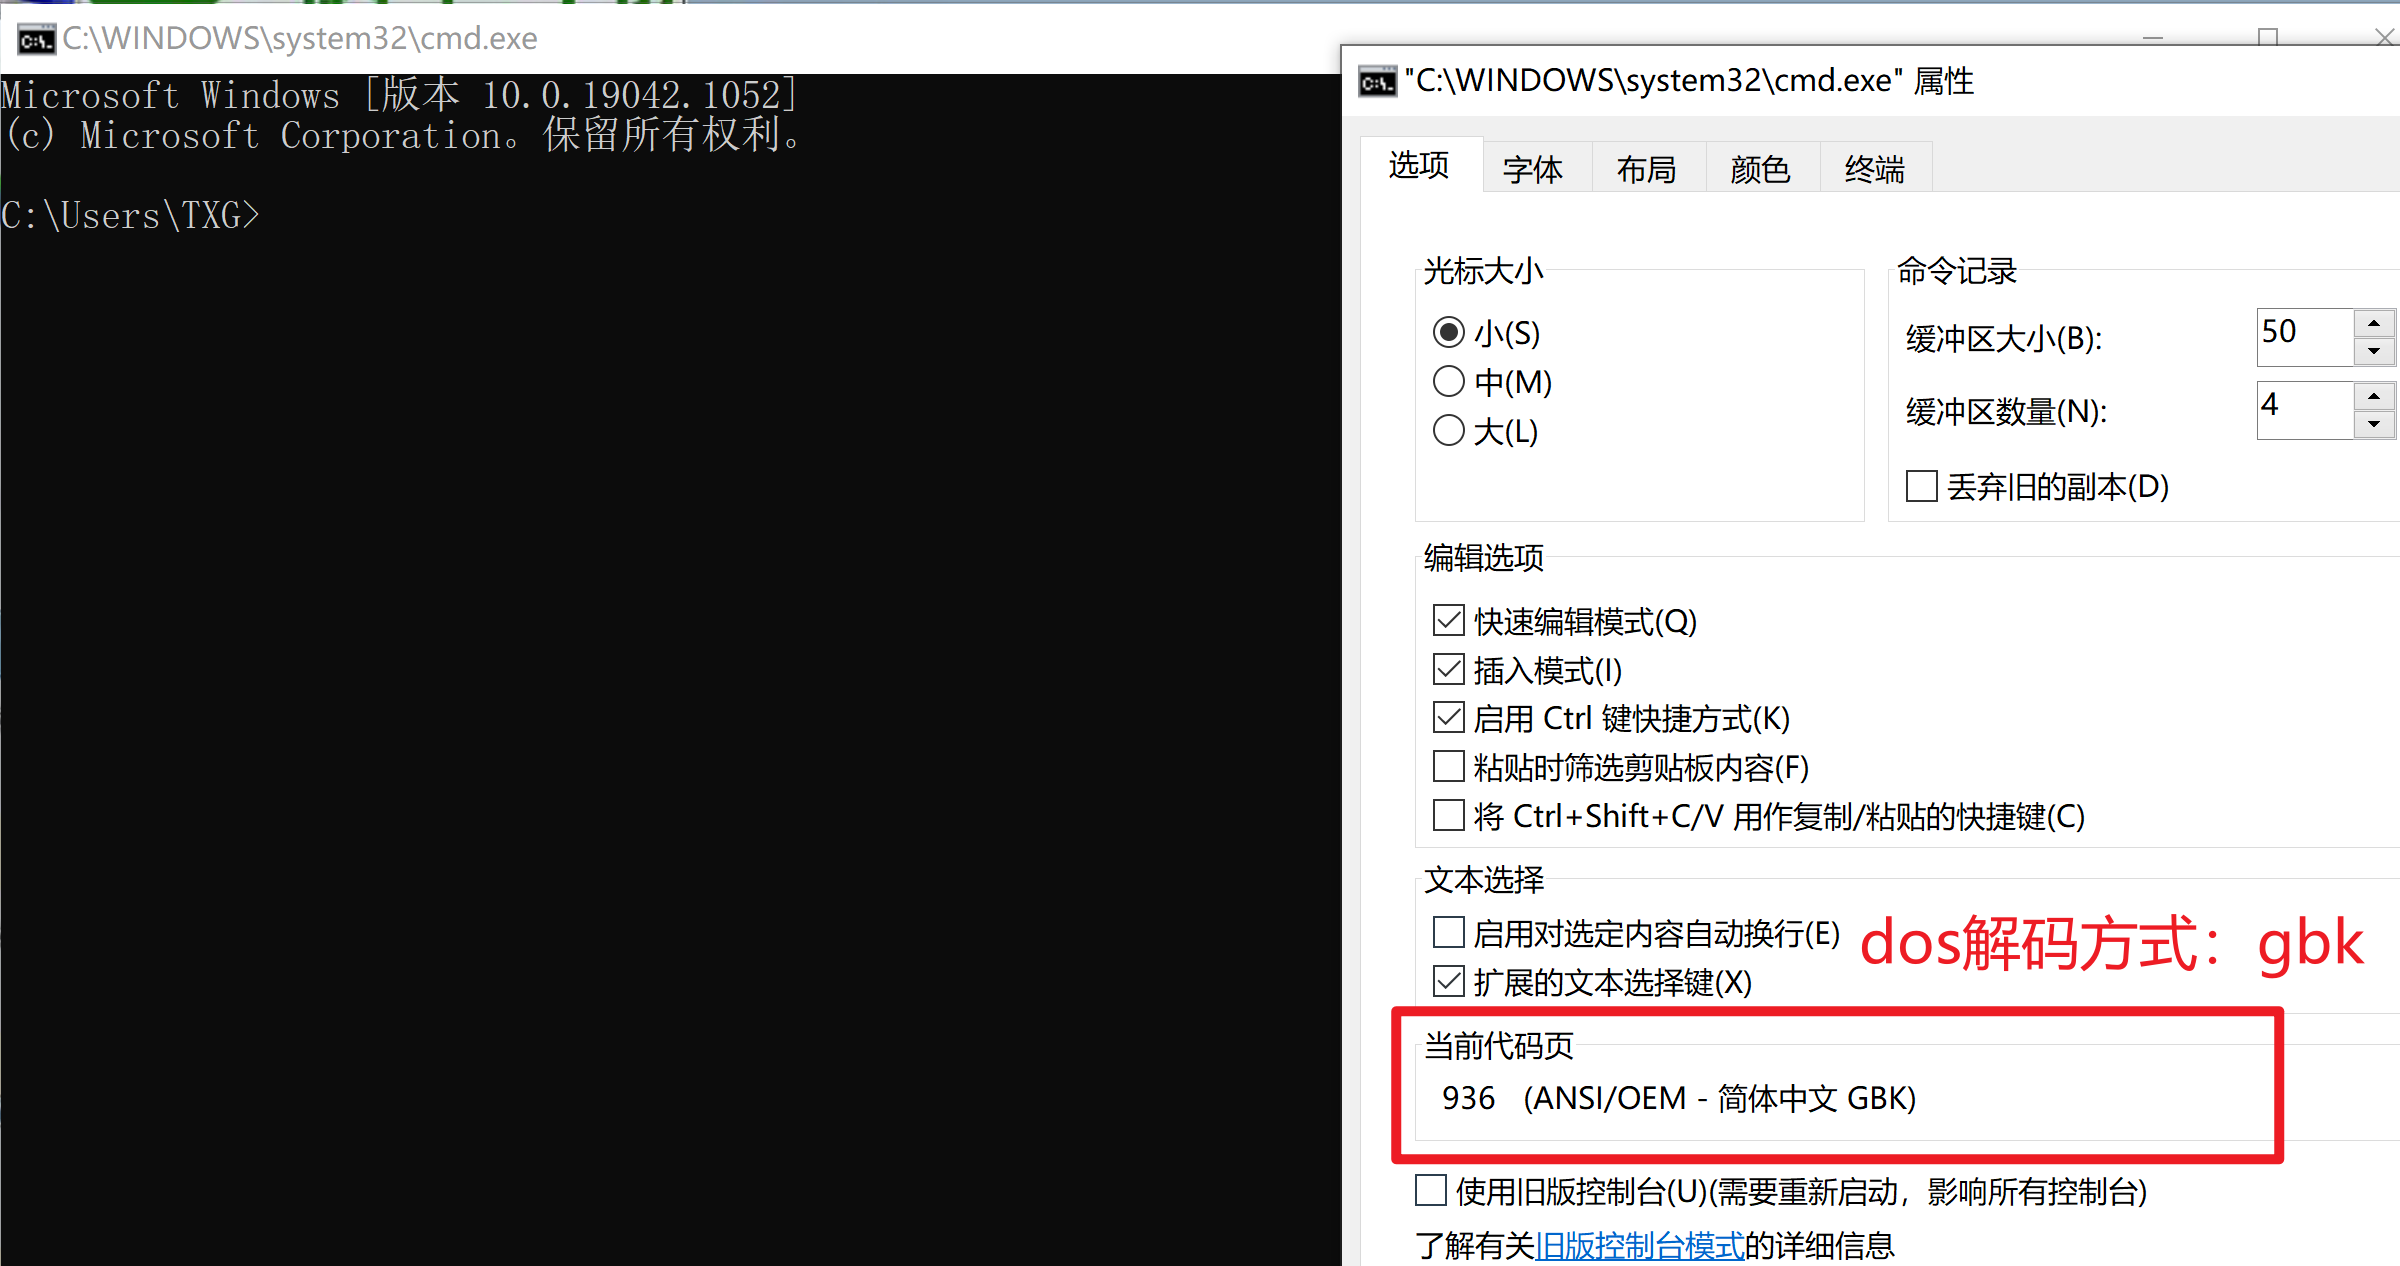 C:\WINDOWS\system32\cmd.exe
Microsoft Windows [版本 10.0.19042.1052]
(c) Microsoft Corporation。保留所有权利。
C:\Users\TXG>
"C:\WINDOWS\system32\cmd.exe" 属性
选项 字体 布局 颜色 终端
光标大小
小(S)
中(M)
大(L)
命令记录
缓冲区大小(B): 50
缓冲区数量(N): 4
丢弃旧的副本(D)
编辑选项
快速编辑模式(Q)
插入模式(I)
启用 Ctrl 键快捷方式(K)
粘贴时筛选剪贴板内容(F)
将 Ctrl+Shift+C/V 用作复制/粘贴的快捷键(C)
文本选择
启用对选定内容自动换行(E)
扩展的文本选择键(X)
dos解码方式：gbk
当前代码页
936 (ANSI/OEM - 简体中文 GBK)
使用旧版控制台(U)(需要重新启动，影响所有控制台)
了解有关旧版控制台模式的详细信息